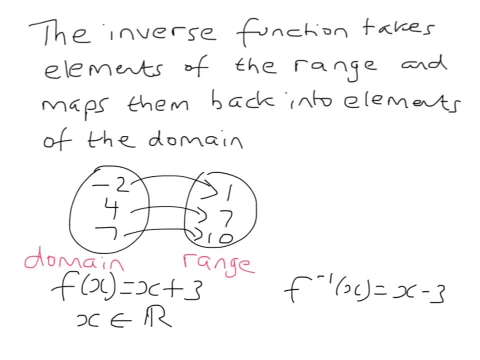 The inverse function takes
elements of the range and
maps them back into elements
of the domain
-2 1
4 7
7 10
domain range
f(x)=x+3 f⁻¹(x)=x-3
x∈ℝ